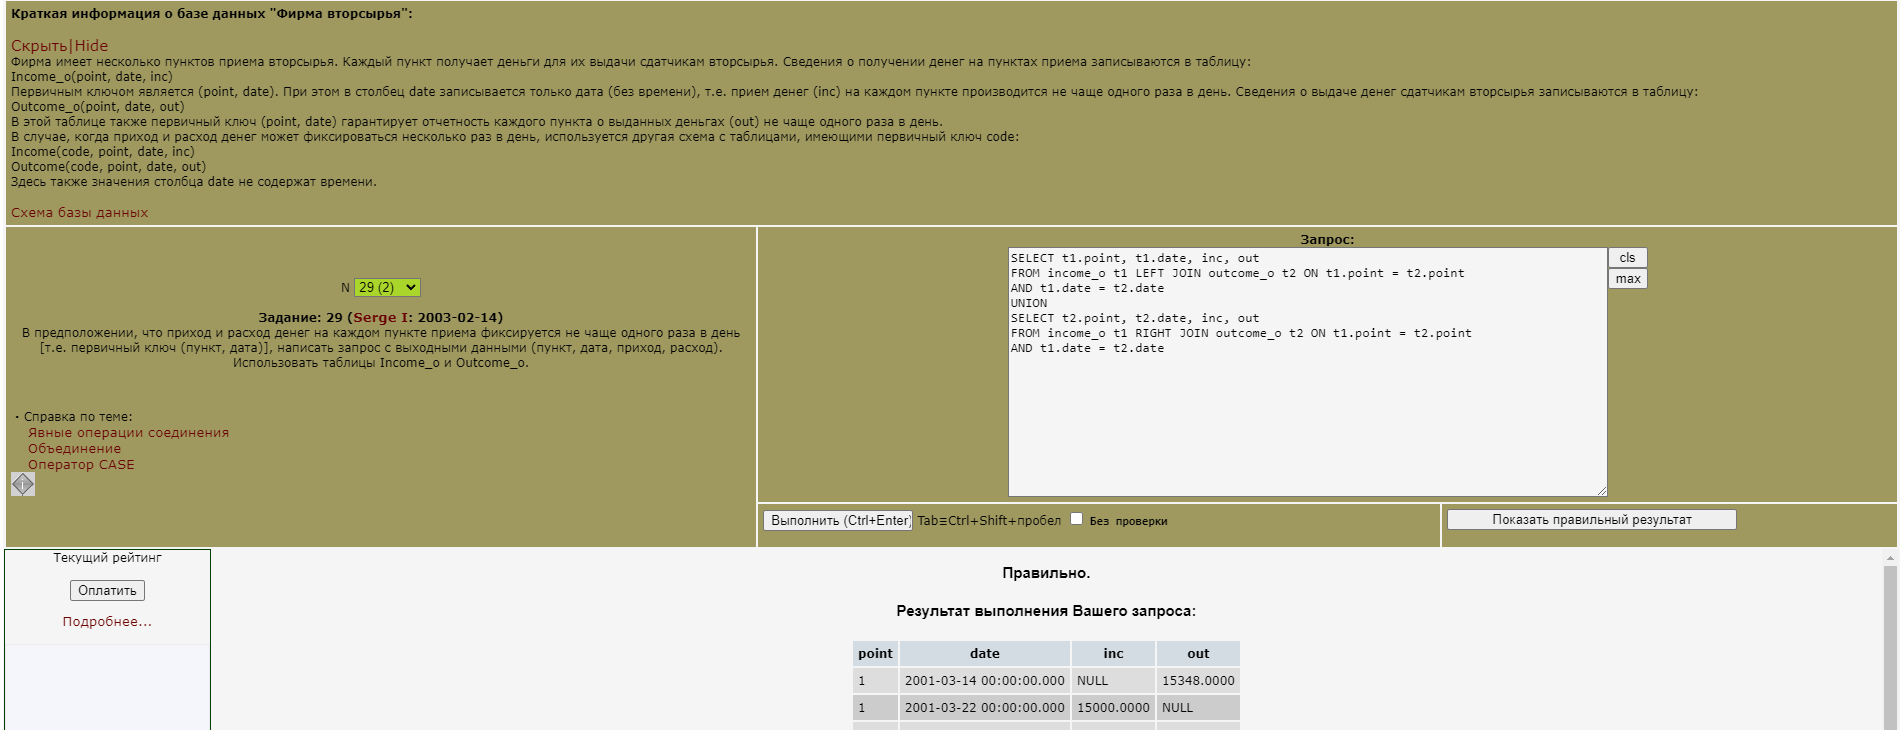 Краткая информация о базе данных "Фирма вторсырья":
Скрыть|Hide
Фирма имеет несколько пунктов приема вторсырья. Каждый пункт получает деньги для их выдачи сдатчикам вторсырья. Сведения о получении денег на пунктах приема записываются в таблицу:
Income_o(point, date, inc)
Первичным ключом является (point, date). При этом в столбец date записывается только дата (без времени), т.е. прием денег (inc) на каждом пункте производится не чаще одного раза в день. Сведения о выдаче денег сдатчикам вторсырья записываются в таблицу:
Outcome_o(point, date, out)
В этой таблице также первичный ключ (point, date) гарантирует отчетность каждого пункта о выданных деньгах (out) не чаще одного раза в день.
В случае, когда приход и расход денег может фиксироваться несколько раз в день, используется другая схема с таблицами, имеющими первичный ключ code:
Income(code, point, date, inc)
Outcome(code, point, date, out)
Здесь также значения столбца date не содержат времени.
Схема базы данных
N 29 (2)
Задание: 29 (Serge I: 2003-02-14)
В предположении, что приход и расход денег на каждом пункте приема фиксируется не чаще одного раза в день
[т.е. первичный ключ (пункт, дата)], написать запрос с выходными данными (пункт, дата, приход, расход).
Использовать таблицы Income_o и Outcome_o.
· Справка по теме:
Явные операции соединения
Объединение
Оператор CASE
Запрос:
SELECT t1.point, t1.date, inc, out
FROM income_o t1 LEFT JOIN outcome_o t2 ON t1.point = t2.point
AND t1.date = t2.date
UNION
SELECT t2.point, t2.date, inc, out
FROM income_o t1 RIGHT JOIN outcome_o t2 ON t1.point = t2.point
AND t1.date = t2.date
cls
max
Выполнить (Ctrl+Enter) Tab≡Ctrl+Shift+пробел Без проверки
Показать правильный результат
Текущий рейтинг
Оплатить
Подробнее...
Правильно.
Результат выполнения Вашего запроса:
point date inc out
1 2001-03-14 00:00:00.000 NULL 15348.0000
1 2001-03-22 00:00:00.000 15000.0000 NULL